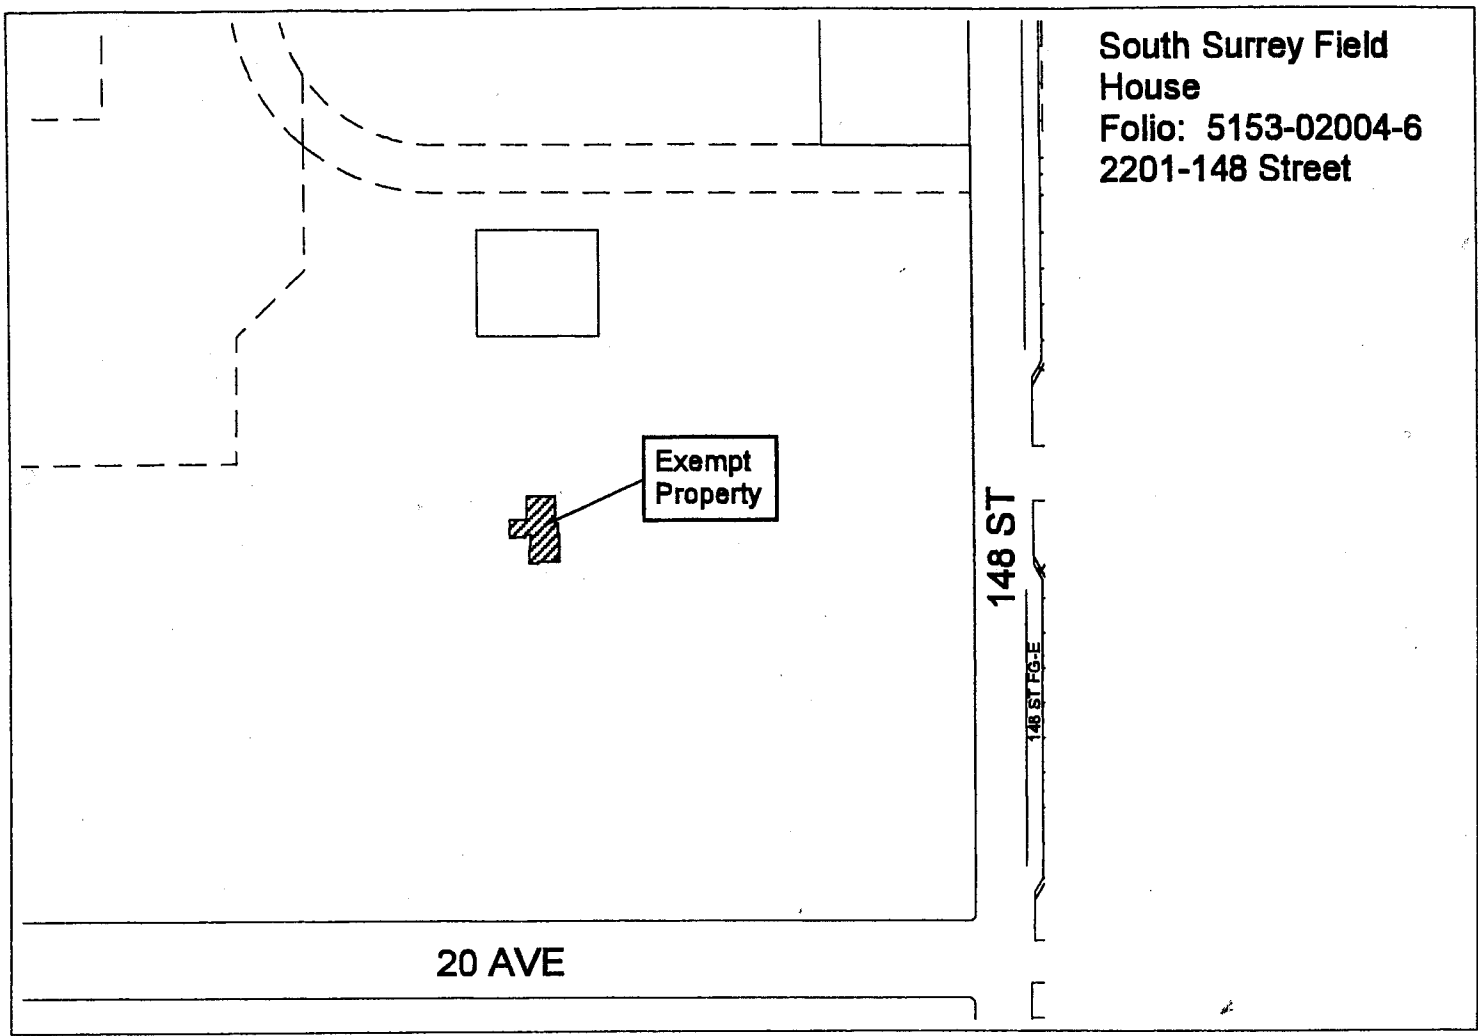 South Surrey Field
House
Folio: 5153-02004-6
2201-148 Street
Exempt
Property
148 ST
148 ST FG-E
20 AVE